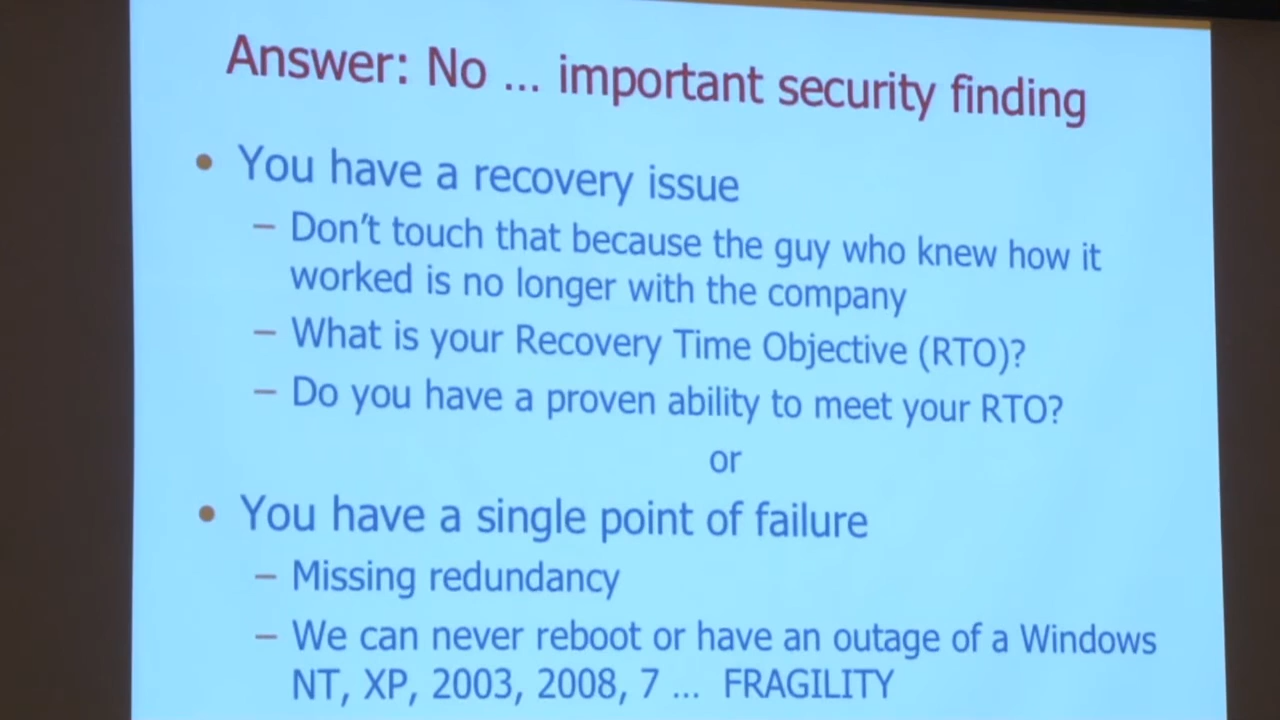 Answer: No ... important security finding
• You have a recovery issue
– Don't touch that because the guy who knew how it
worked is no longer with the company
– What is your Recovery Time Objective (RTO)?
– Do you have a proven ability to meet your RTO?
or
• You have a single point of failure
– Missing redundancy
– We can never reboot or have an outage of a Windows
NT, XP, 2003, 2008, 7 ... FRAGILITY